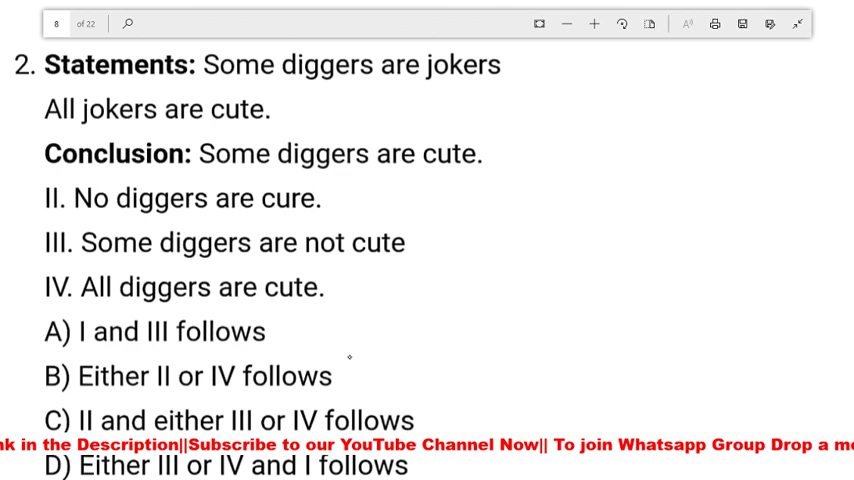 8 of 22
2. Statements: Some diggers are jokers
All jokers are cute.
Conclusion: Some diggers are cute.
II. No diggers are cure.
III. Some diggers are not cute
IV. All diggers are cute.
A) I and III follows
B) Either II or IV follows
C) II and either III or IV follows
nk in the Description||Subscribe to our YouTube Channel Now|| To join Whatsapp Group Drop a me
D) Either III or IV and I follows